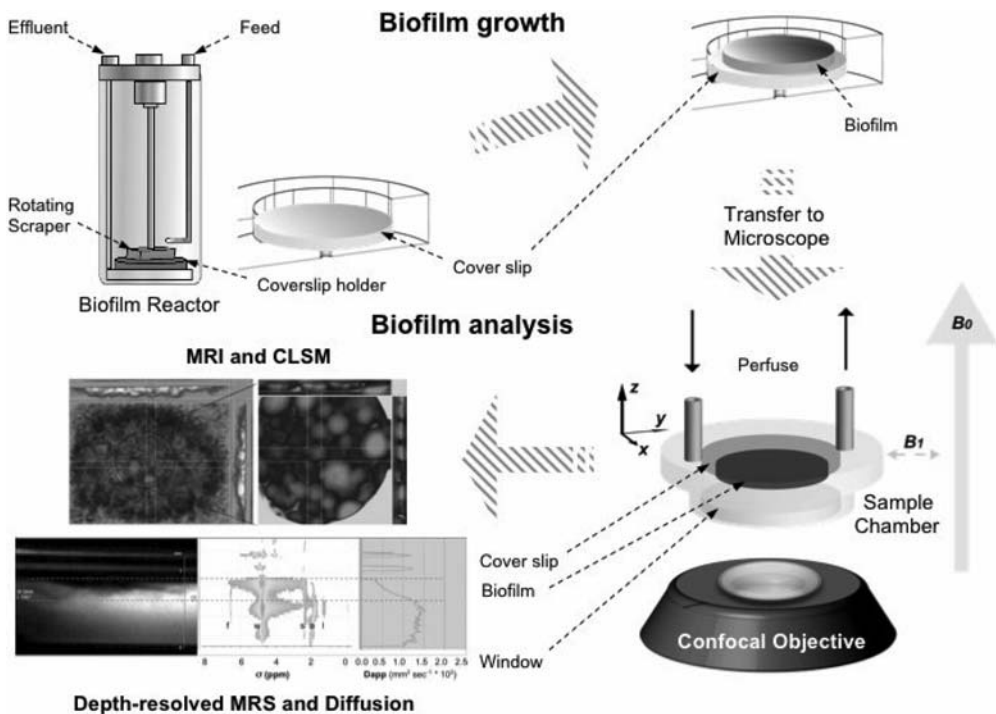 Biofilm growth
Effluent
Feed
Biofilm
Rotating
Scraper
Cover slip
Coverslip holder
Biofilm Reactor
Transfer to
Microscope
Biofilm analysis
B0
MRI and CLSM
Perfuse
z
y
x
B1
Sample
Chamber
Cover slip
Biofilm
Window
Confocal Objective
f w s p l
8 6 4 2 0
σ (ppm)
0.0 0.5 1.0 1.5 2.0 2.5
Dapp (mm² sec⁻¹ * 10³)
Depth-resolved MRS and Diffusion